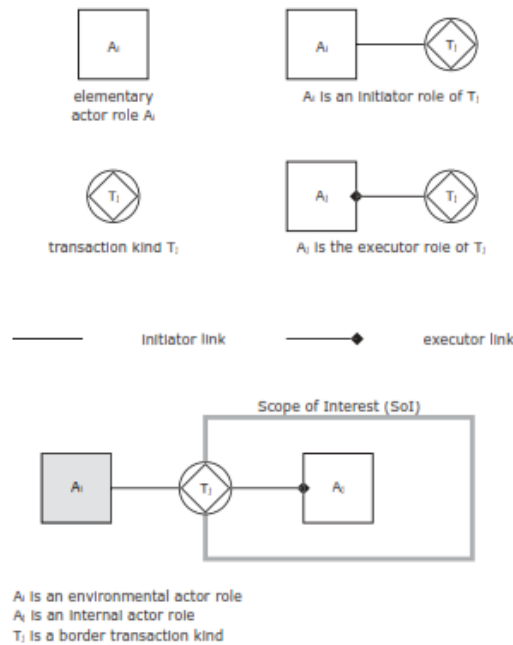 Aᵢ
Aᵢ
Tⱼ
elementary
actor role Aᵢ
Aᵢ is an initiator role of Tⱼ
Tⱼ
Aⱼ
Tⱼ
transaction kind Tⱼ
Aⱼ is the executor role of Tⱼ
initiator link
executor link
Scope of Interest (SoI)
Aᵢ
Tⱼ
Aⱼ
Aᵢ is an environmental actor role
Aⱼ is an internal actor role
Tⱼ is a border transaction kind